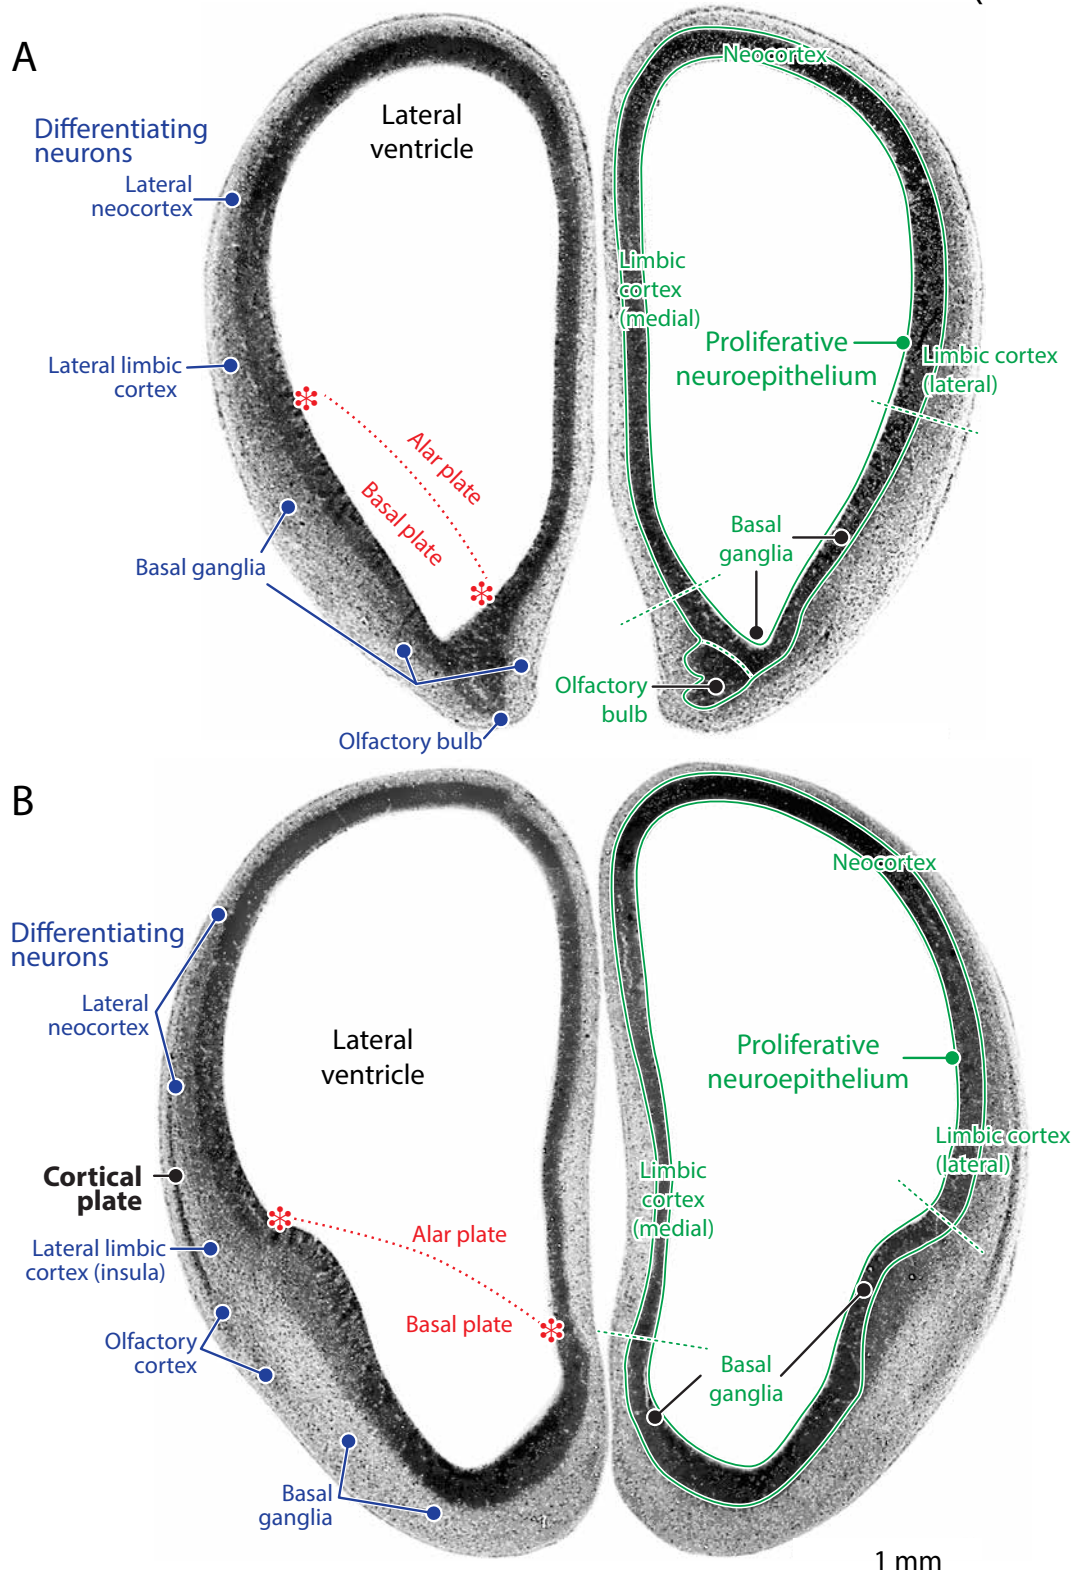 (
A
Neocortex
Lateral
ventricle
Differentiating
neurons
Lateral
neocortex
Limbic
cortex
(medial)
Proliferative
neuroepithelium
Limbic cortex
(lateral)
Lateral limbic
cortex
Alar plate
Basal plate
Basal
ganglia
Basal ganglia
Olfactory
bulb
Olfactory bulb
B
Neocortex
Differentiating
neurons
Lateral
neocortex
Lateral
ventricle
Proliferative
neuroepithelium
Limbic cortex
(lateral)
Cortical
plate
Limbic
cortex
(medial)
Lateral limbic
cortex (insula)
Alar plate
Basal plate
Olfactory
cortex
Basal
ganglia
Basal
ganglia
1 mm